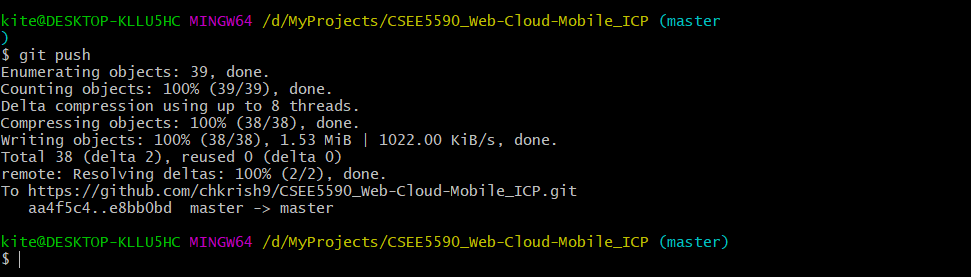 kite@DESKTOP-KLLU5HC MINGW64 /d/MyProjects/CSEE5590_Web-Cloud-Mobile_ICP (master
)
$ git push
Enumerating objects: 39, done.
Counting objects: 100% (39/39), done.
Delta compression using up to 8 threads.
Compressing objects: 100% (38/38), done.
Writing objects: 100% (38/38), 1.53 MiB | 1022.00 KiB/s, done.
Total 38 (delta 2), reused 0 (delta 0)
remote: Resolving deltas: 100% (2/2), done.
To https://github.com/chkrish9/CSEE5590_Web-Cloud-Mobile_ICP.git
   aa4f5c4..e8bb0bd  master -> master

kite@DESKTOP-KLLU5HC MINGW64 /d/MyProjects/CSEE5590_Web-Cloud-Mobile_ICP (master)
$